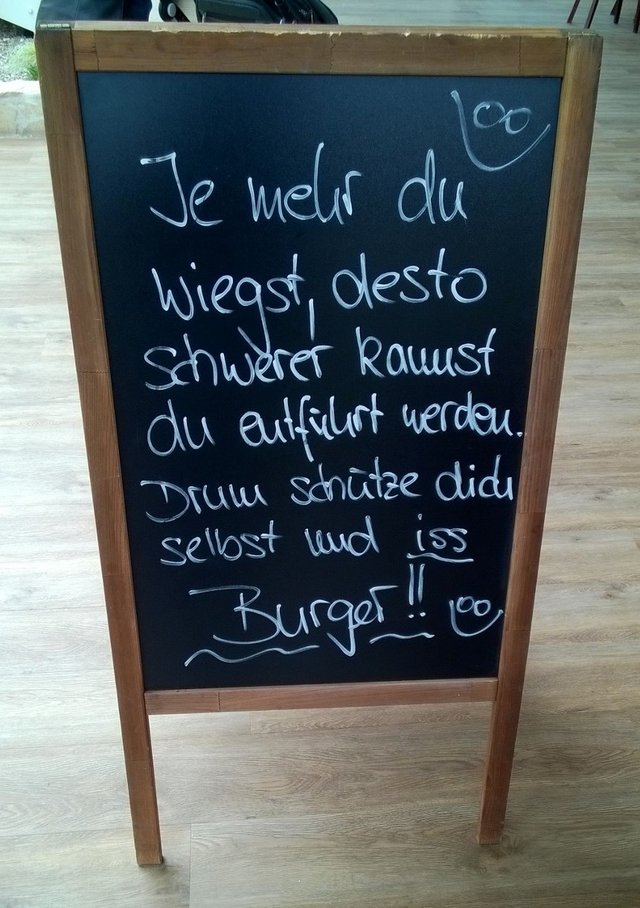 Je mehr du
wiegst, desto
schwerer kannst
du entführt werden.
Drum schütze dich
selbst und iss
Burger!!